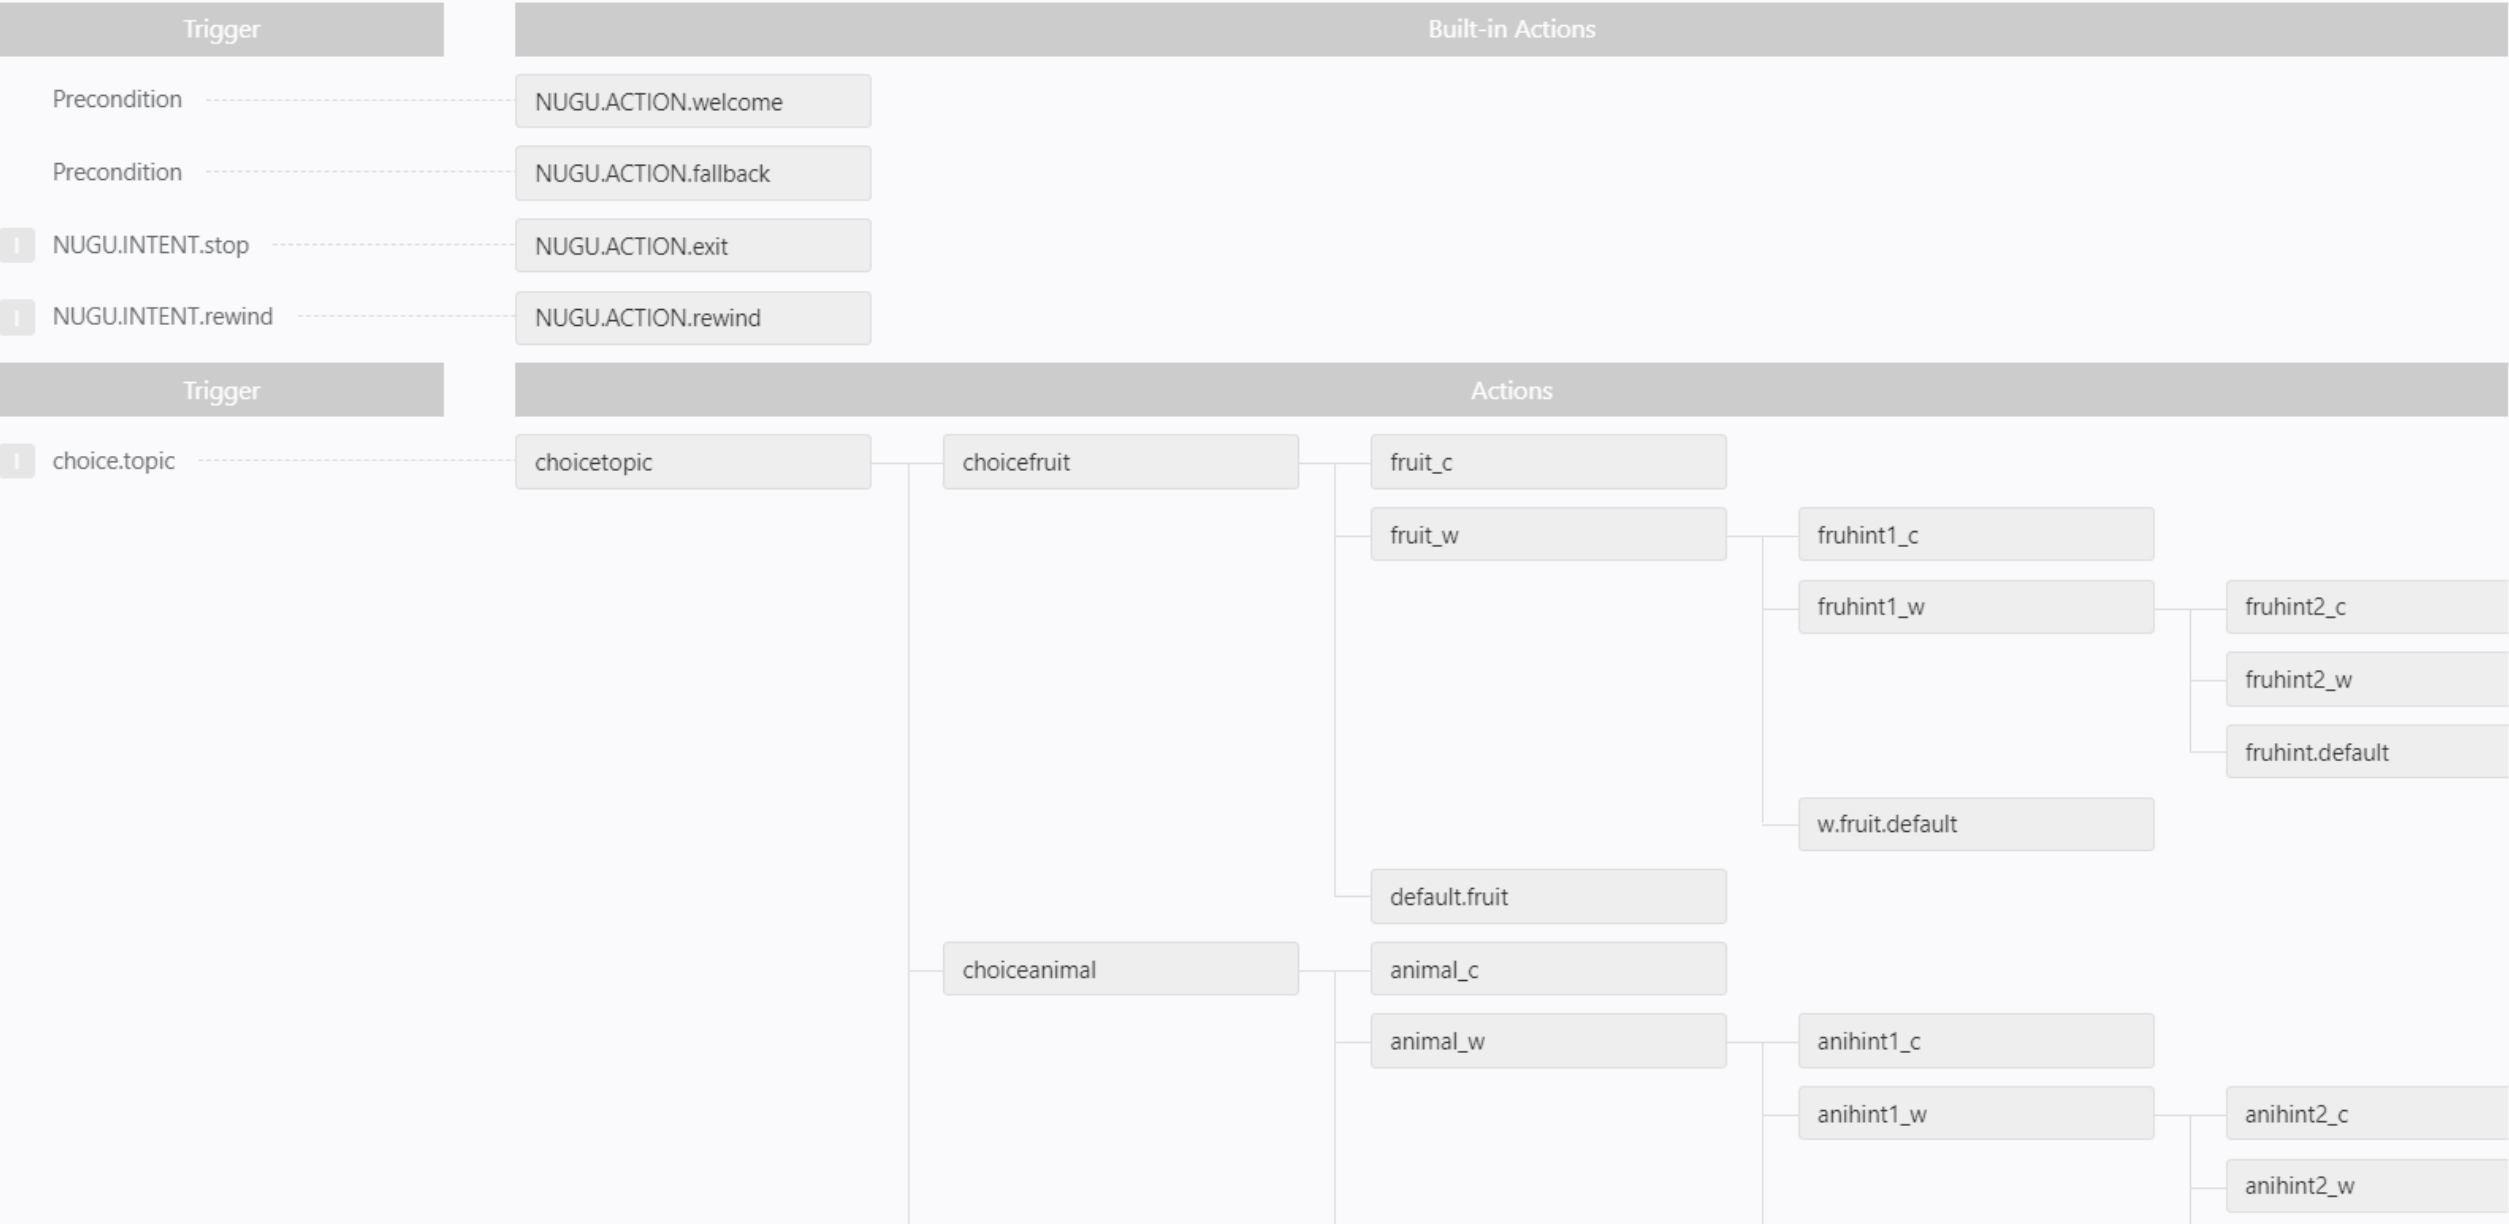 Trigger
Built-in Actions
Precondition
NUGU.ACTION.welcome
Precondition
NUGU.ACTION.fallback
I
NUGU.INTENT.stop
NUGU.ACTION.exit
I
NUGU.INTENT.rewind
NUGU.ACTION.rewind
Trigger
Actions
I
choice.topic
choicetopic
choicefruit
fruit_c
fruit_w
fruhint1_c
fruhint1_w
fruhint2_c
fruhint2_w
fruhint.default
w.fruit.default
default.fruit
choiceanimal
animal_c
animal_w
anihint1_c
anihint1_w
anihint2_c
anihint2_w